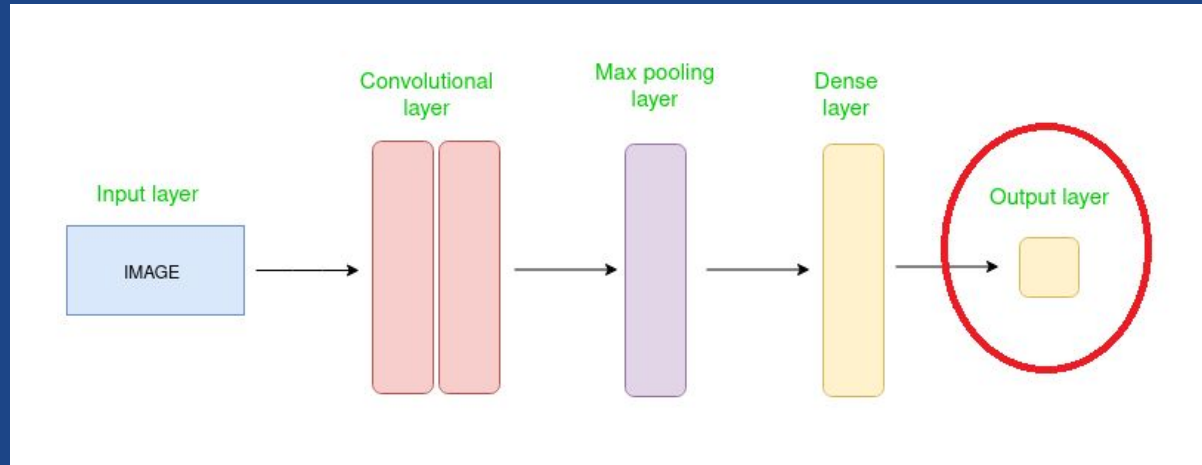 Input layer
IMAGE
Convolutional
layer
Max pooling
layer
Dense
layer
Output layer